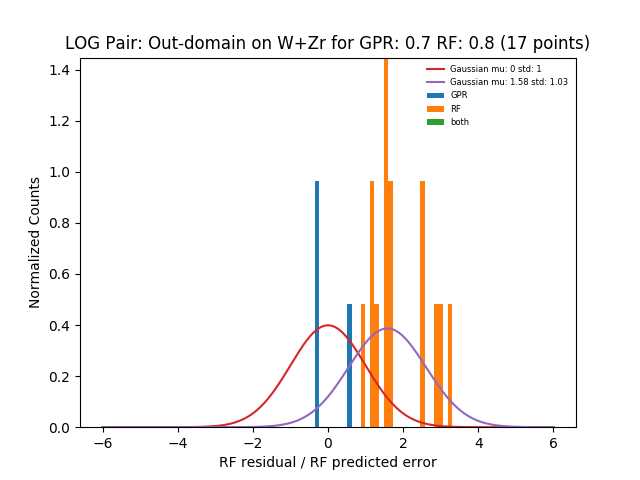 LOG Pair: Out-domain on W+Zr for GPR: 0.7 RF: 0.8 (17 points)
Gaussian mu: 0 std: 1
Gaussian mu: 1.58 std: 1.03
GPR
RF
both
Normalized Counts
1.4
1.2
1.0
0.8
0.6
0.4
0.2
0.0
−6
−4
−2
0
2
4
6
RF residual / RF predicted error